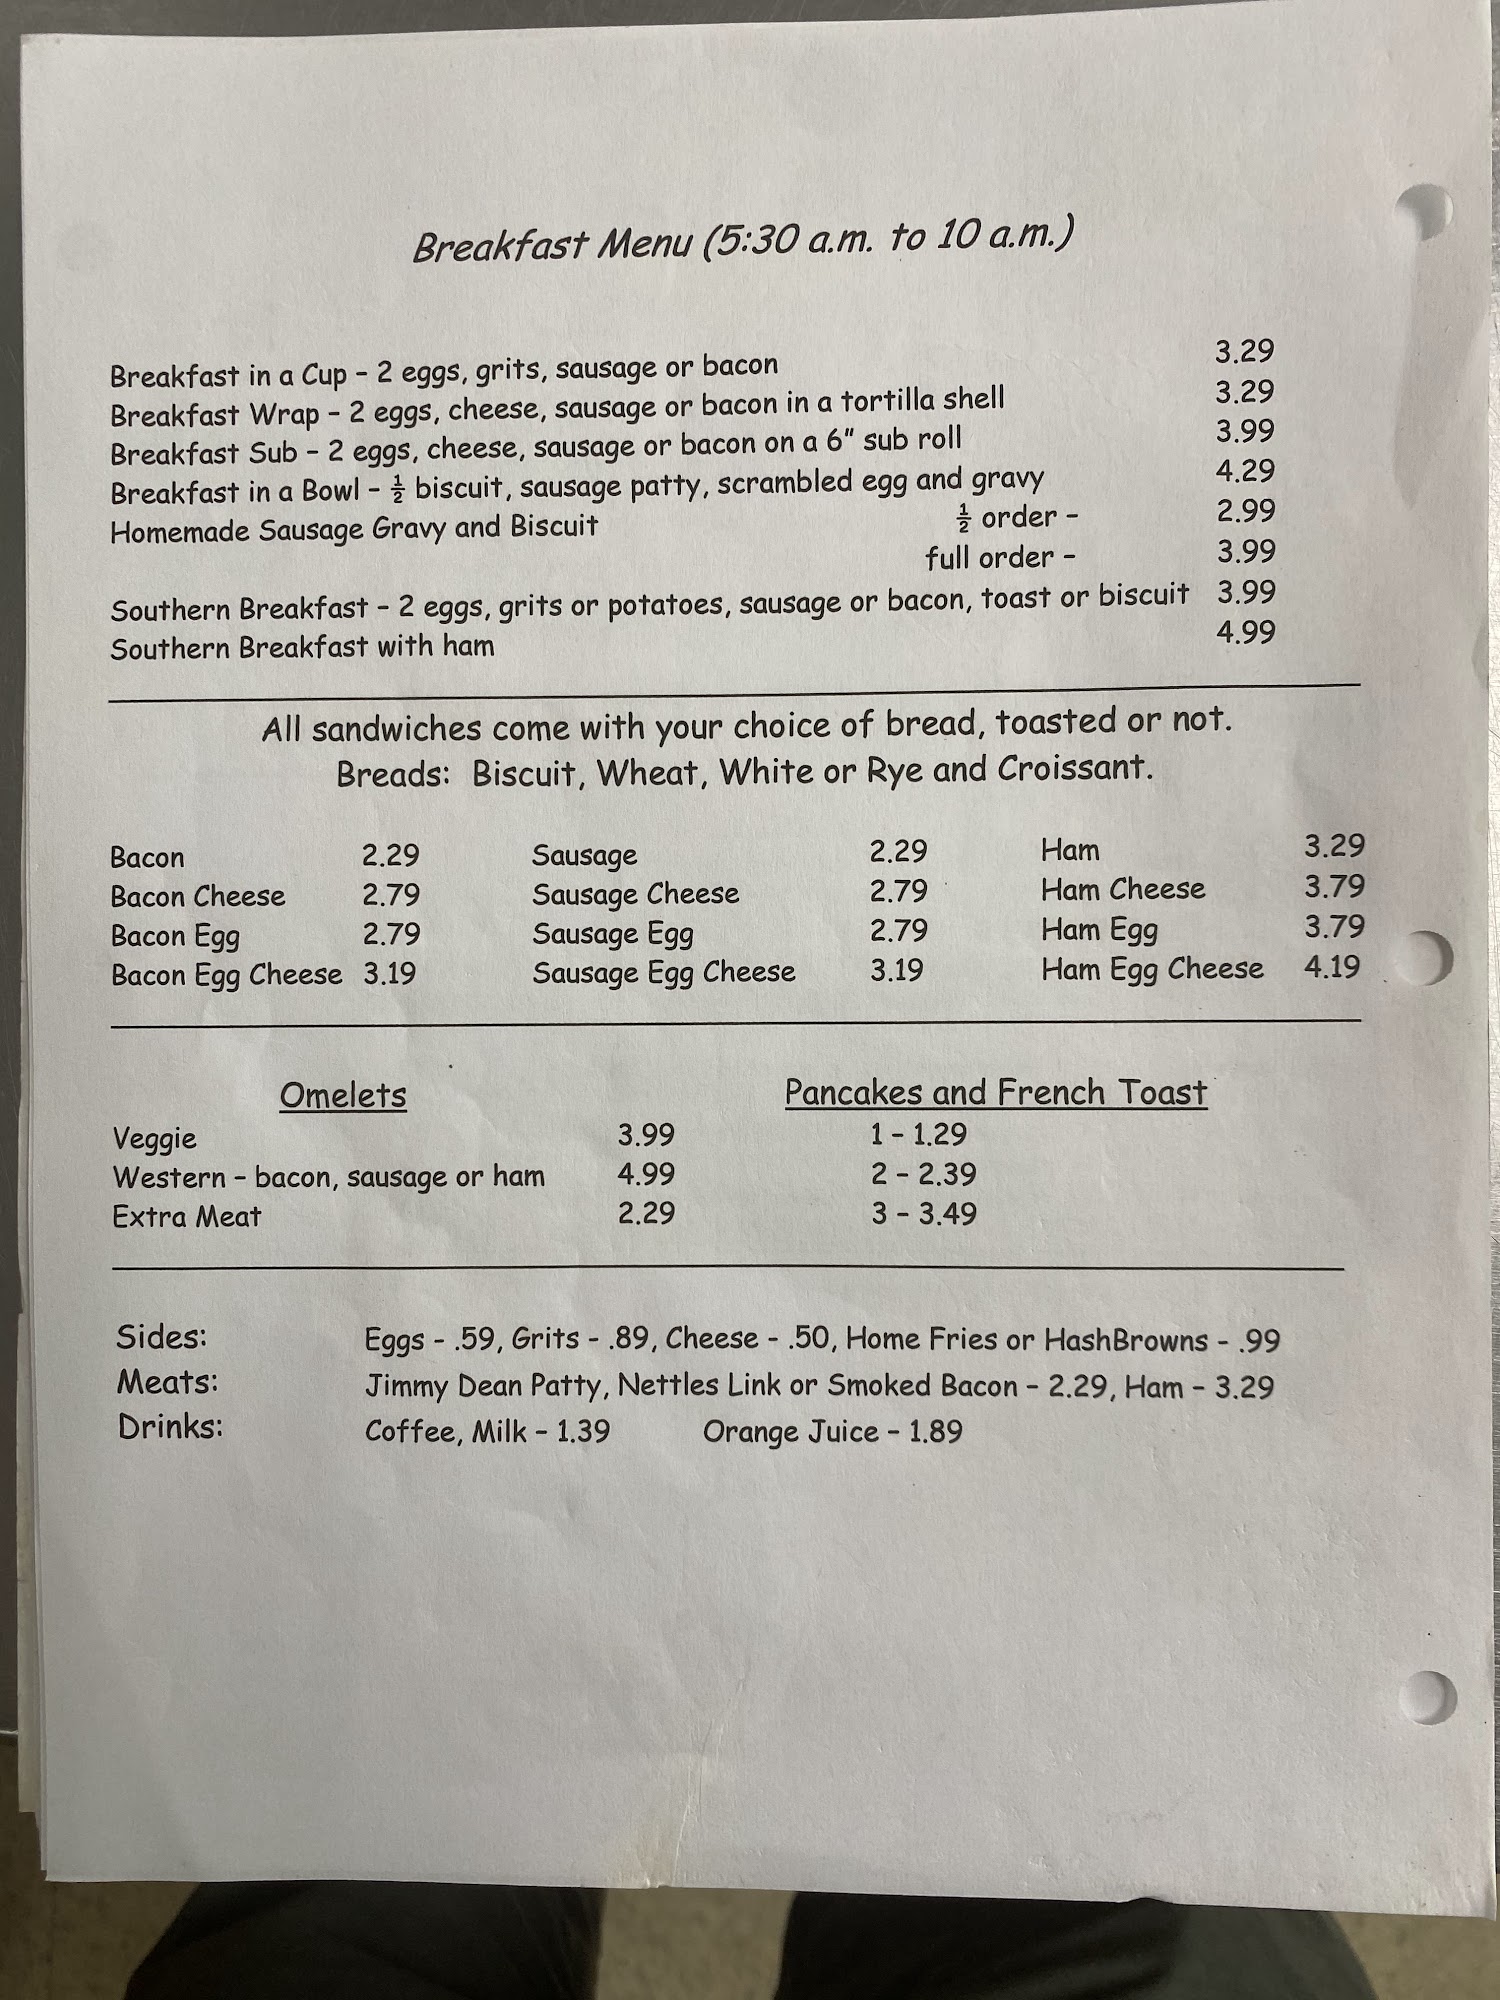 Breakfast Menu (5:30 a.m. to 10 a.m.)
Breakfast in a Cup - 2 eggs, grits, sausage or bacon 3.29
Breakfast Wrap - 2 eggs, cheese, sausage or bacon in a tortilla shell 3.29
Breakfast Sub - 2 eggs, cheese, sausage or bacon on a 6" sub roll 3.99
Breakfast in a Bowl - ½ biscuit, sausage patty, scrambled egg and gravy 4.29
Homemade Sausage Gravy and Biscuit ½ order - 2.99
full order - 3.99
Southern Breakfast - 2 eggs, grits or potatoes, sausage or bacon, toast or biscuit 3.99
Southern Breakfast with ham 4.99
All sandwiches come with your choice of bread, toasted or not.
Breads: Biscuit, Wheat, White or Rye and Croissant.
Bacon 2.29 Sausage 2.29 Ham 3.29
Bacon Cheese 2.79 Sausage Cheese 2.79 Ham Cheese 3.79
Bacon Egg 2.79 Sausage Egg 2.79 Ham Egg 3.79
Bacon Egg Cheese 3.19 Sausage Egg Cheese 3.19 Ham Egg Cheese 4.19
Omelets Pancakes and French Toast
Veggie 3.99 1 - 1.29
Western - bacon, sausage or ham 4.99 2 - 2.39
Extra Meat 2.29 3 - 3.49
Sides: Eggs - .59, Grits - .89, Cheese - .50, Home Fries or HashBrowns - .99
Meats: Jimmy Dean Patty, Nettles Link or Smoked Bacon - 2.29, Ham - 3.29
Drinks: Coffee, Milk - 1.39 Orange Juice - 1.89